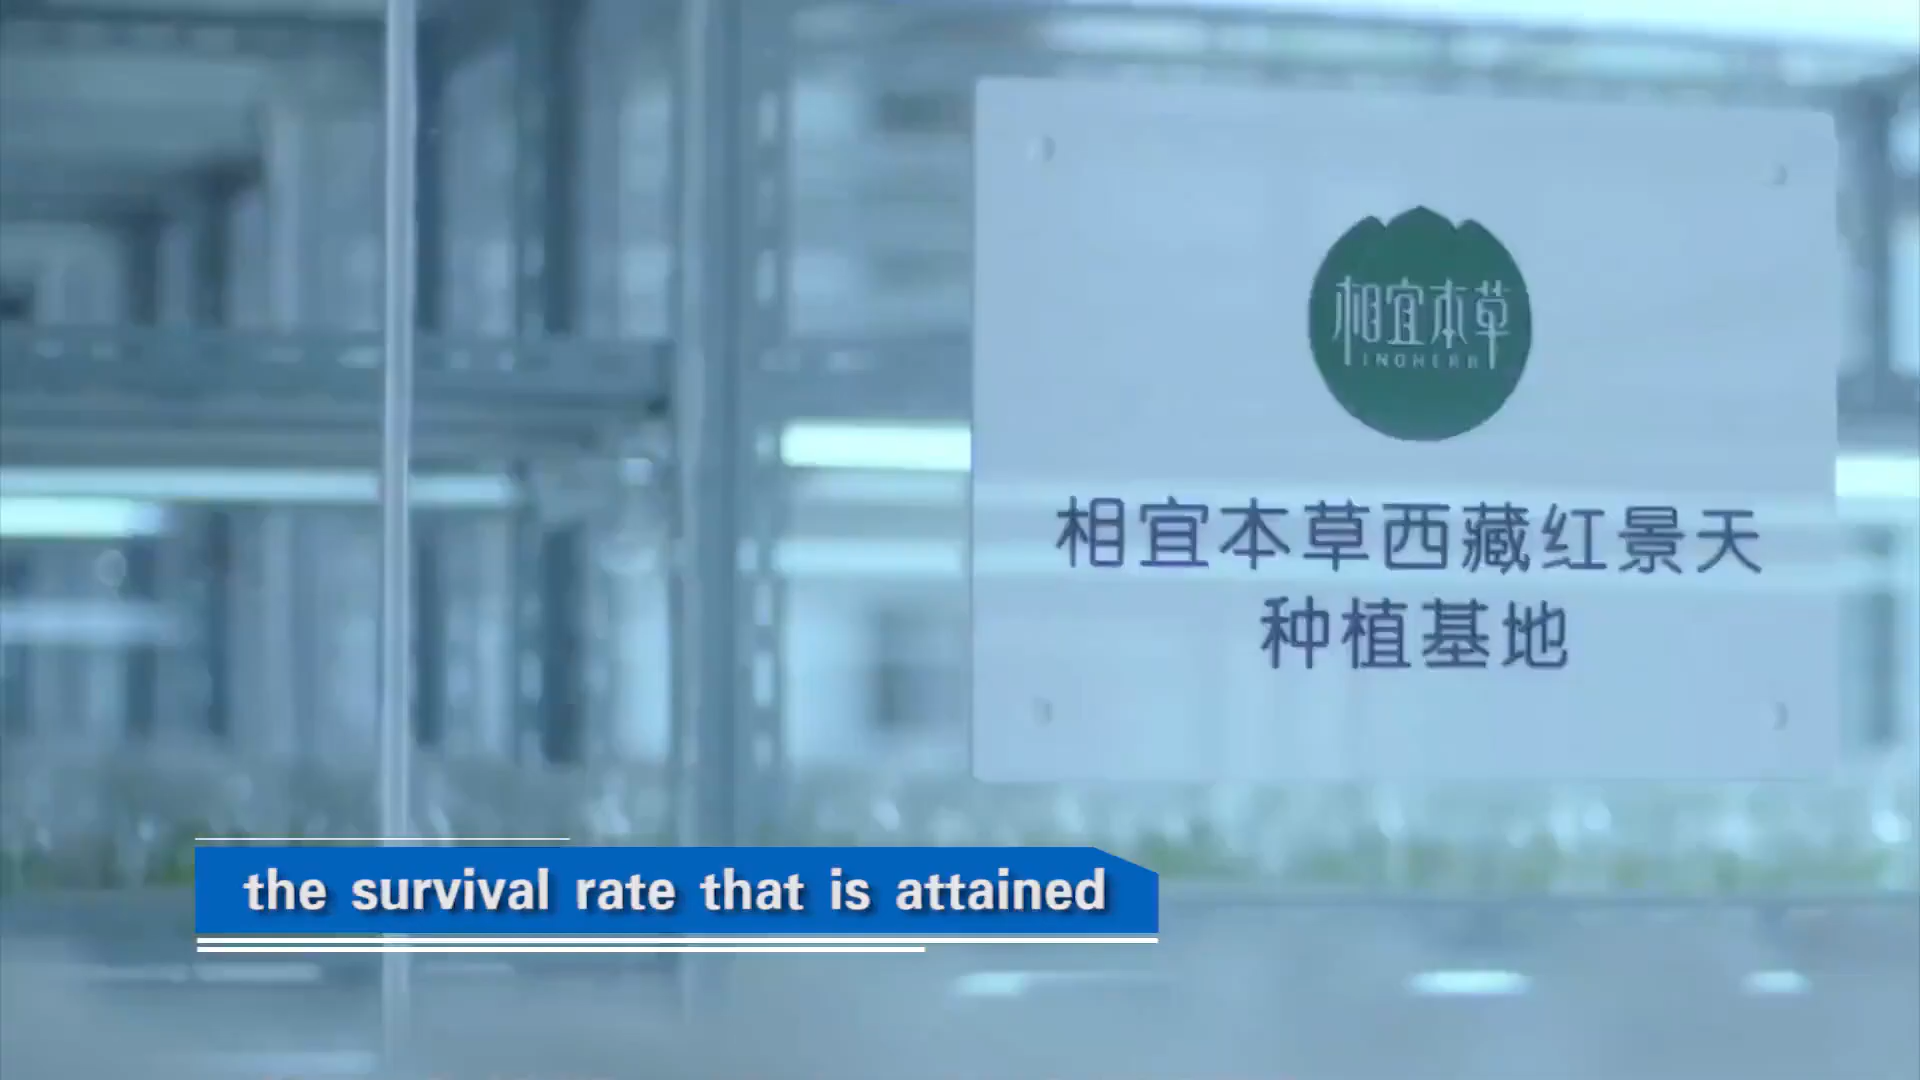 相宜本草
INOHERB
相宜本草西藏红景天
种植基地
the survival rate that is attained